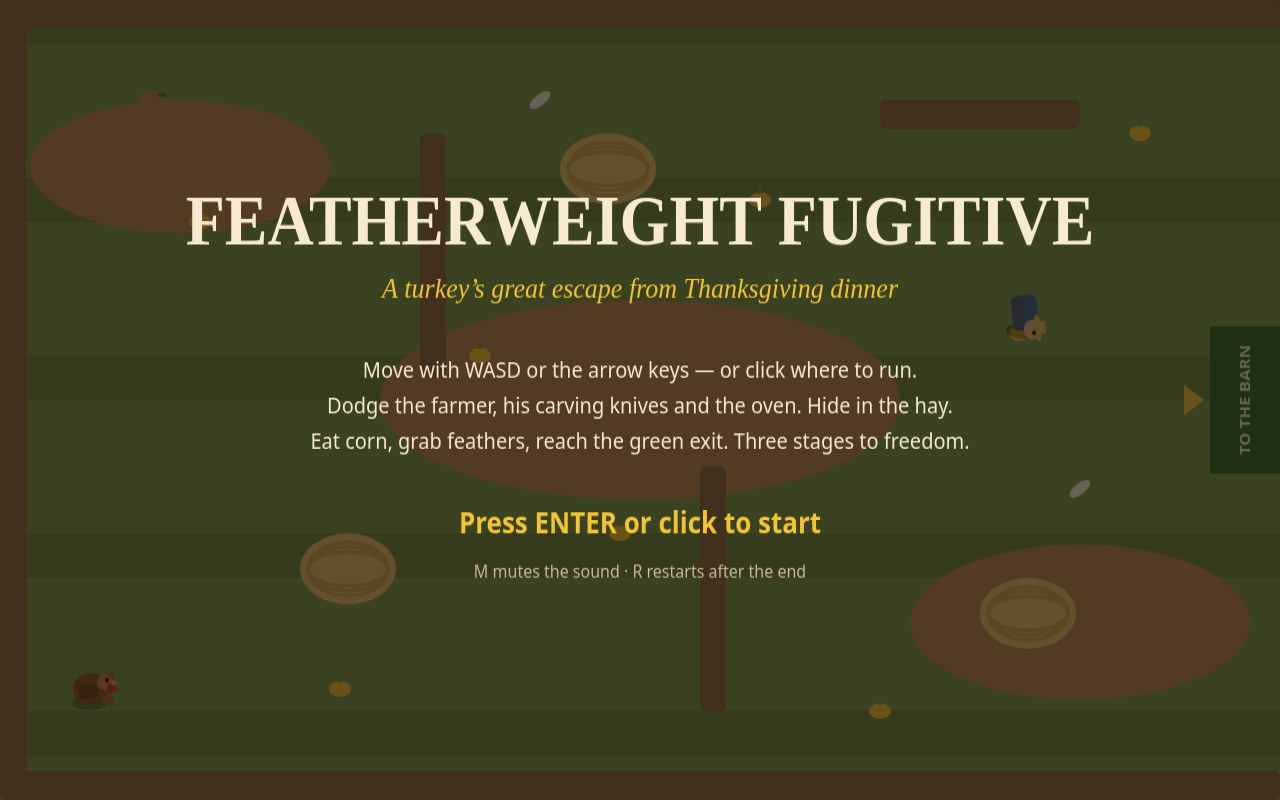 FEATHERWEIGHT FUGITIVE
A turkey’s great escape from Thanksgiving dinner
Move with WASD or the arrow keys — or click where to run.
Dodge the farmer, his carving knives and the oven. Hide in the hay.
Eat corn, grab feathers, reach the green exit. Three stages to freedom.
TO THE BARN
Press ENTER or click to start
M mutes the sound · R restarts after the end